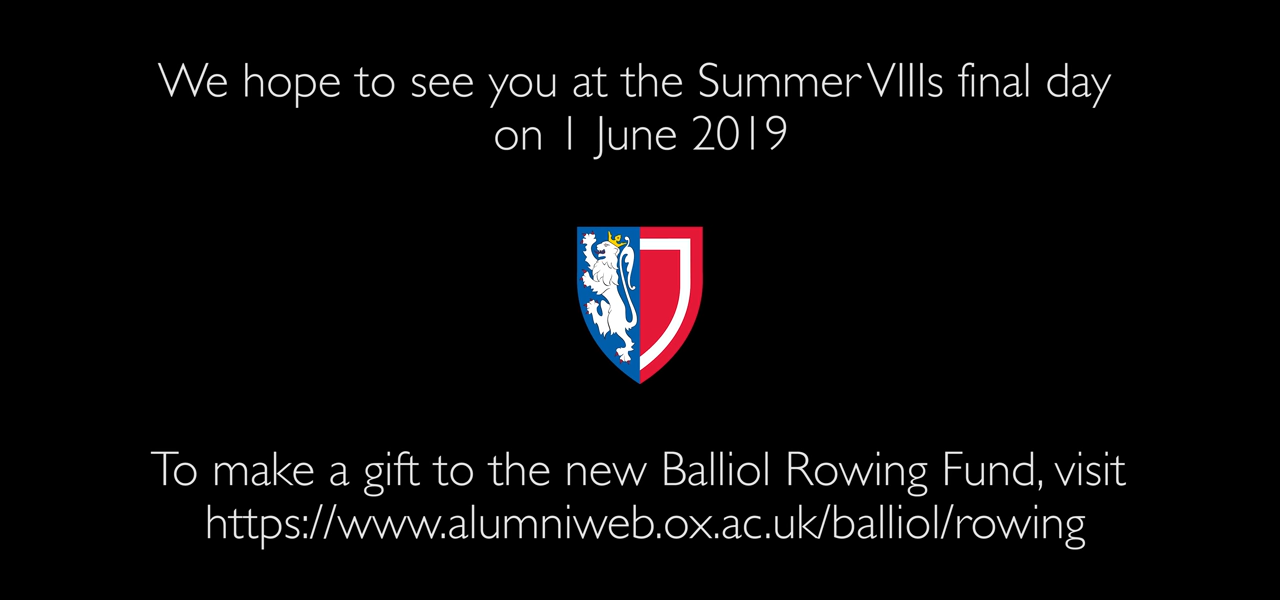 We hope to see you at the Summer VIIIs final day
on 1 June 2019
To make a gift to the new Balliol Rowing Fund, visit
https://www.alumniweb.ox.ac.uk/balliol/rowing